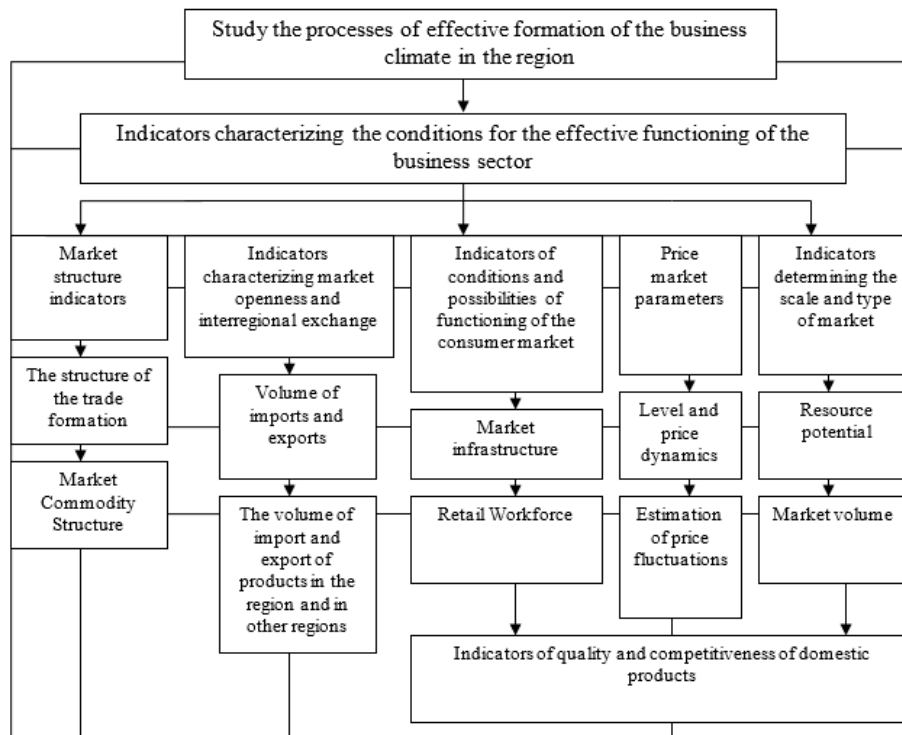 Study the processes of effective formation of the business
climate in the region
Indicators characterizing the conditions for the effective functioning of the
business sector
Market
structure
indicators
Indicators
characterizing market
openness and
interregional exchange
Indicators of
conditions and
possibilities of
functioning of the
consumer market
Price
market
parameters
Indicators
determining the
scale and type
of market
The structure of
the trade
formation
Volume of
imports and
exports
Market
infrastructure
Level and
price
dynamics
Resource
potential
Market
Commodity
Structure
The volume of
import and
export of
products in the
region and in
other regions
Retail Workforce
Estimation
of price
fluctuations
Market volume
Indicators of quality and competitiveness of domestic
products